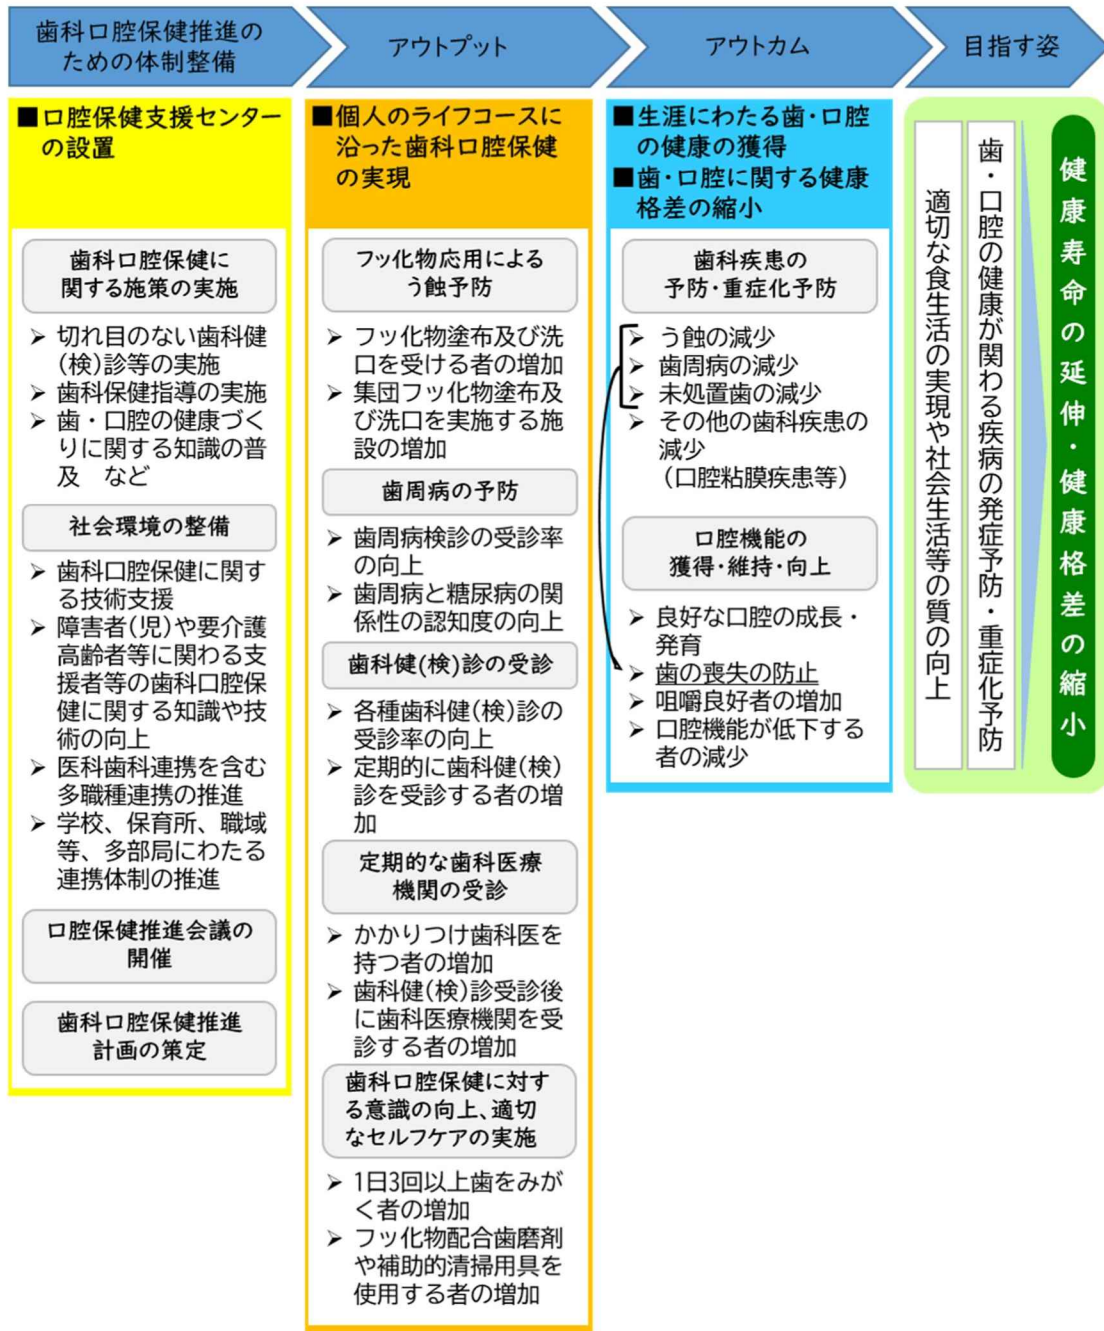 歯科口腔保健推進の
ための体制整備
アウトプット
アウトカム
目指す姿
■口腔保健支援センター
の設置
歯科口腔保健に
関する施策の実施
➢ 切れ目のない歯科健
(検)診等の実施
➢ 歯科保健指導の実施
➢ 歯・口腔の健康づく
りに関する知識の普
及　など
社会環境の整備
➢ 歯科口腔保健に関す
る技術支援
➢ 障害者(児)や要介護
高齢者等に関わる支
援者等の歯科口腔保
健に関する知識や技
術の向上
➢ 医科歯科連携を含む
多職種連携の推進
➢ 学校、保育所、職域
等、多部局にわたる
連携体制の推進
口腔保健推進会議の
開催
歯科口腔保健推進
計画の策定
■個人のライフコースに
沿った歯科口腔保健
の実現
フッ化物応用による
う蝕予防
➢ フッ化物塗布及び洗
口を受ける者の増加
➢ 集団フッ化物塗布及
び洗口を実施する施
設の増加
歯周病の予防
➢ 歯周病検診の受診率
の向上
➢ 歯周病と糖尿病の関
係性の認知度の向上
歯科健(検)診の受診
➢ 各種歯科健(検)診の
受診率の向上
➢ 定期的に歯科健(検)
診を受診する者の増
加
定期的な歯科医療
機関の受診
➢ かかりつけ歯科医を
持つ者の増加
➢ 歯科健(検)診受診後
に歯科医療機関を受
診する者の増加
歯科口腔保健に対す
る意識の向上、適切
なセルフケアの実施
➢ 1日3回以上歯をみが
く者の増加
➢ フッ化物配合歯磨剤
や補助的清掃用具を
使用する者の増加
■生涯にわたる歯・口腔
の健康の獲得
■歯・口腔に関する健康
格差の縮小
歯科疾患の
予防・重症化予防
➢ う蝕の減少
➢ 歯周病の減少
➢ 未処置歯の減少
➢ その他の歯科疾患の
減少
（口腔粘膜疾患等）
口腔機能の
獲得・維持・向上
➢ 良好な口腔の成長・
発育
➢ 歯の喪失の防止
➢ 咀嚼良好者の増加
➢ 口腔機能が低下する
者の減少
健康寿命の延伸・健康格差の縮小
歯・口腔の健康が関わる疾病の発症予防・重症化予防
適切な食生活の実現や社会生活等の質の向上